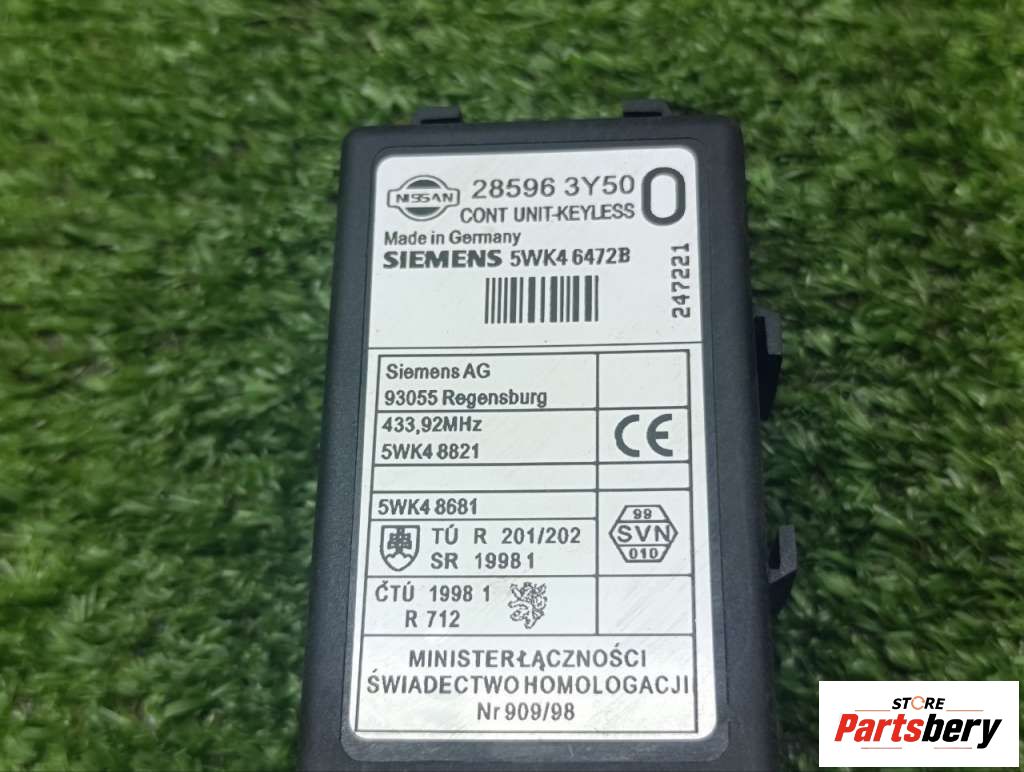 NISSAN 28596 3Y50 0
CONT UNIT-KEYLESS
Made in Germany
SIEMENS 5WK4 6472B
247221
Siemens AG
93055 Regensburg
433,92MHz
5WK4 8821
CE
5WK4 8681
TÚ R 201/202
SR 1998 1
99
SVN
010
ČTÚ 1998 1
R 712
MINISTER ŁĄCZNOŚCI
ŚWIADECTWO HOMOLOGACJI
Nr 909/98
STORE
Partsbery